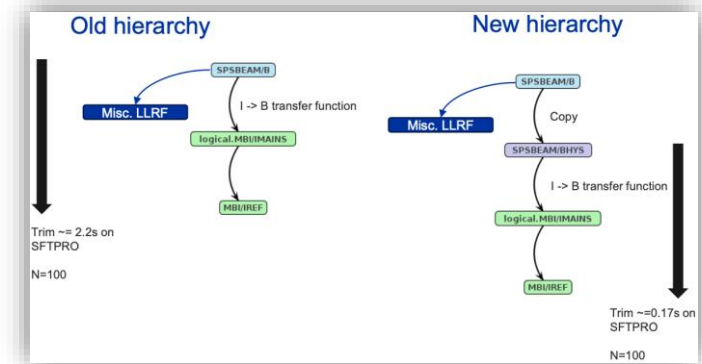 Old hierarchy
SPSBEAM/B
I -> B transfer function
Misc. LLRF
logical.MBI/IMAINS
MBI/IREF
Trim ~= 2.2s on
SFTPRO
N=100
New hierarchy
SPSBEAM/B
Copy
Misc. LLRF
SPSBEAM/BHYS
I -> B transfer function
logical.MBI/IMAINS
MBI/IREF
Trim ~=0.17s on
SFTPRO
N=100